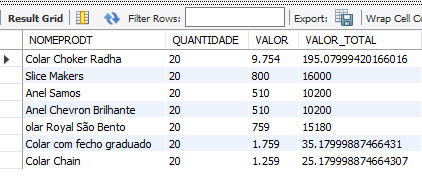 Result Grid Filter Rows: Export: Wrap Cell Co
NOMEPRODT QUANTIDADE VALOR VALOR_TOTAL
Colar Choker Radha 20 9.754 195.07999420166016
Slice Makers 20 800 16000
Anel Samos 20 510 10200
Anel Chevron Brilhante 20 510 10200
olar Royal São Bento 20 759 15180
Colar com fecho graduado 20 1.759 35.17999887466431
Colar Chain 20 1.259 25.17999824664307